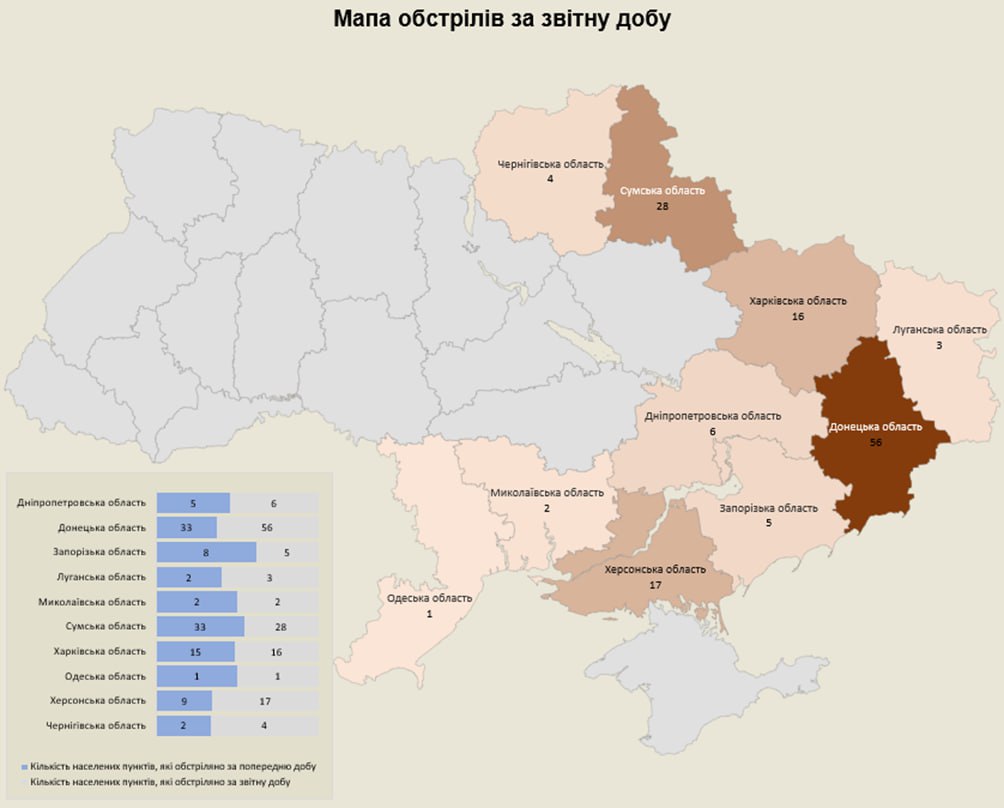 Мапа обстрілів за звітну добу
Чернігівська область
4
Сумська область
28
Харківська область
16
Луганська область
3
Дніпропетровська область
6
Донецька область
56
Миколаївська область
2
Запорізька область
5
Херсонська область
17
Одеська область
1
Дніпропетровська область 5 6
Донецька область 33 56
Запорізька область 8 5
Луганська область 2 3
Миколаївська область 2 2
Сумська область 33 28
Харківська область 15 16
Одеська область 1 1
Херсонська область 9 17
Чернігівська область 2 4
Кількість населених пунктів, які обстріляно за попередню добу
Кількість населених пунктів, які обстріляно за звітну добу